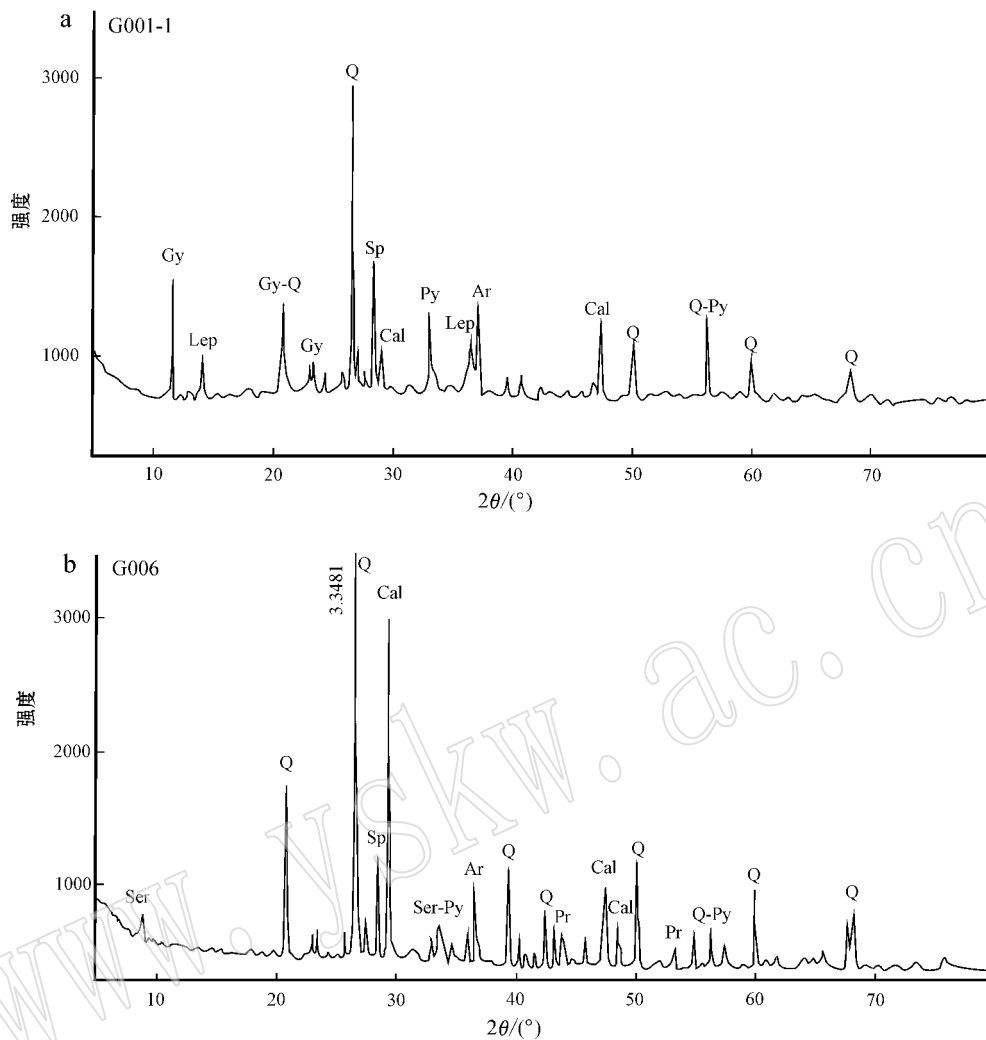 a
G001-1
3000
2000
1000
强度
Gy
Lep
Gy-Q
Gy
Q
Sp
Cal
Py
Lep
Ar
Cal
Q
Q-Py
Q
Q
10 20 30 40 50 60 70
2θ/(°)
b
G006
3000
2000
1000
强度
Ser
Q
3.3481
Q
Sp
Cal
Ser-Py
Ar
Q
Q
Pr
Cal
Cal
Q
Pr
Q-Py
Q
Q
10 20 30 40 50 60 70
2θ/(°)
www.yskw.ac.cn